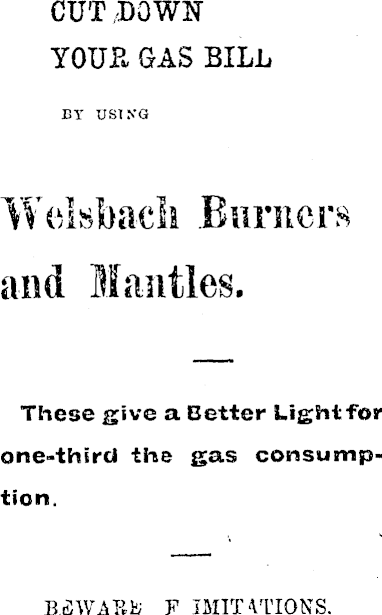 CUT DOWN
YOUR GAS BILL
BY USING
Welsbach Burners
and Mantles.
These give a Better Light for
one-third the gas consump-
tion.
BEWARE F IMITATIONS.